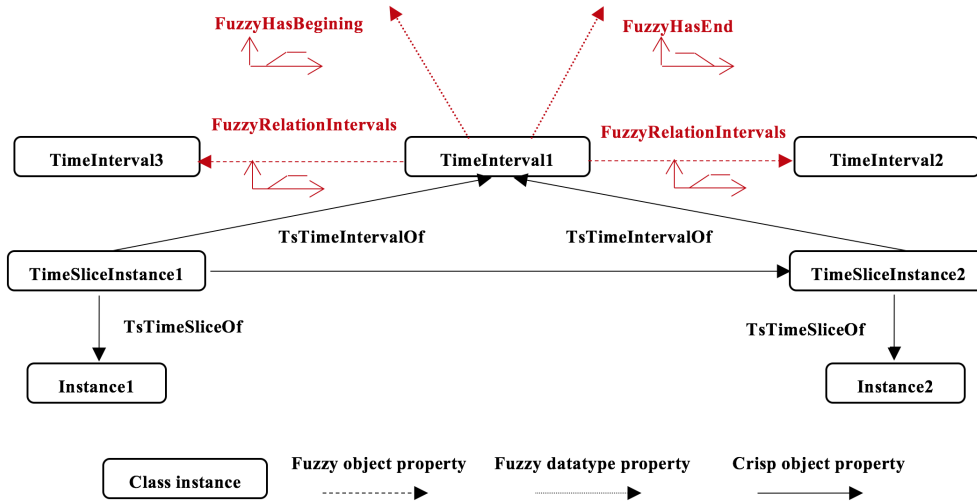 FuzzyHasBegining
FuzzyHasEnd
FuzzyRelationIntervals
FuzzyRelationIntervals
TimeInterval3
TimeInterval1
TimeInterval2
TsTimeIntervalOf
TsTimeIntervalOf
TimeSliceInstance1
TimeSliceInstance2
TsTimeSliceOf
TsTimeSliceOf
Instance1
Instance2
Class instance
Fuzzy object property
Fuzzy datatype property
Crisp object property